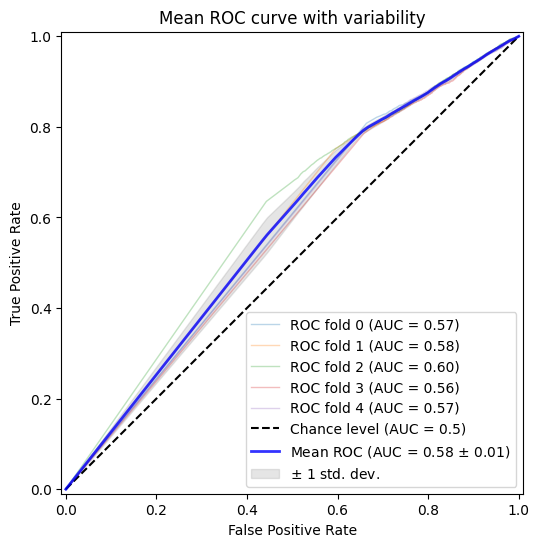 Mean ROC curve with variability
True Positive Rate
1.0
0.8
0.6
0.4
0.2
0.0
ROC fold 0 (AUC = 0.57)
ROC fold 1 (AUC = 0.58)
ROC fold 2 (AUC = 0.60)
ROC fold 3 (AUC = 0.56)
ROC fold 4 (AUC = 0.57)
Chance level (AUC = 0.5)
Mean ROC (AUC = 0.58 ± 0.01)
± 1 std. dev.
0.0 0.2 0.4 0.6 0.8 1.0
False Positive Rate